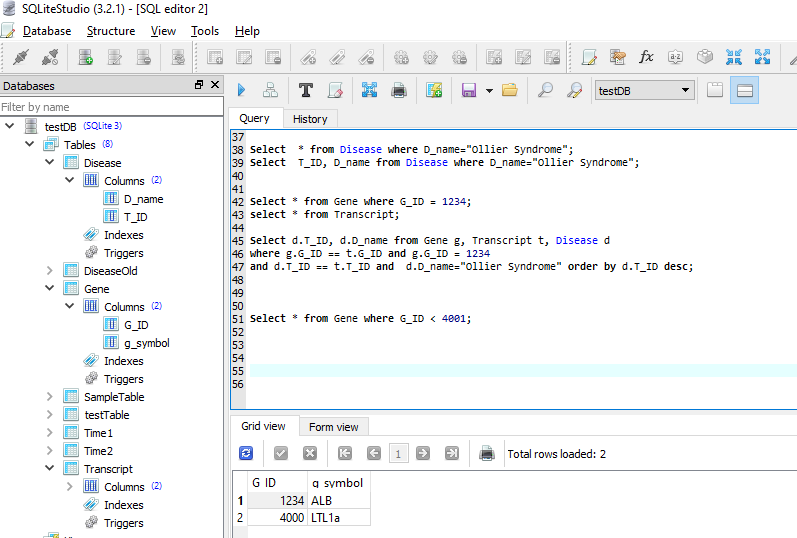 SQLiteStudio (3.2.1) - [SQL editor 2]
Database Structure View Tools Help
Databases
Filter by name
testDB (SQLite 3)
Tables (8)
Disease
Columns (2)
D_name
T_ID
Indexes
Triggers
DiseaseOld
Gene
Columns (2)
G_ID
g_symbol
Indexes
Triggers
SampleTable
testTable
Time1
Time2
Transcript
Columns (2)
Indexes
Triggers
testDB
Query History
37
38 Select * from Disease where D_name="Ollier Syndrome";
39 Select T_ID, D_name from Disease where D_name="Ollier Syndrome";
40
41
42 Select * from Gene where G_ID = 1234;
43 select * from Transcript;
44
45 Select d.T_ID, d.D_name from Gene g, Transcript t, Disease d
46 where g.G_ID == t.G_ID and g.G_ID = 1234
47 and d.T_ID == t.T_ID and d.D_name="Ollier Syndrome" order by d.T_ID desc;
48
49
50
51 Select * from Gene where G_ID < 4001;
52
53
54
55
56
Grid view Form view
1 Total rows loaded: 2
G_ID g_symbol
1 1234 ALB
2 4000 LTL1a